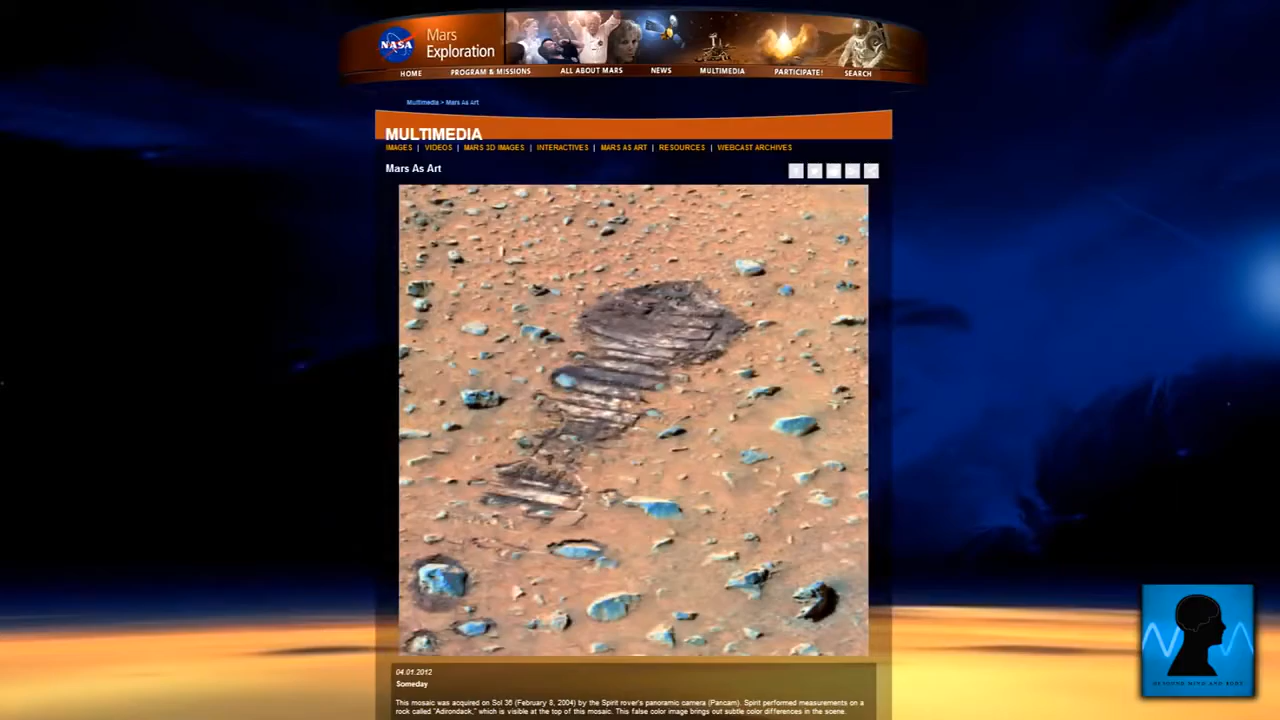 NASA
Mars
Exploration
HOME PROGRAM & MISSIONS ALL ABOUT MARS NEWS MULTIMEDIA PARTICIPATE! SEARCH
Multimedia > Mars As Art
MULTIMEDIA
IMAGES | VIDEOS | MARS 3D IMAGES | INTERACTIVES | MARS AS ART | RESOURCES | WEBCAST ARCHIVES
Mars As Art
04.01.2012
Someday
This mosaic was acquired on Sol 36 (February 8, 2004) by the Spirit rover's panoramic camera (Pancam). Spirit performed measurements on a
rock called "Adirondack," which is visible at the top of this mosaic. This false color image brings out subtle color differences in the scene.
BEYOND MIND AND BODY